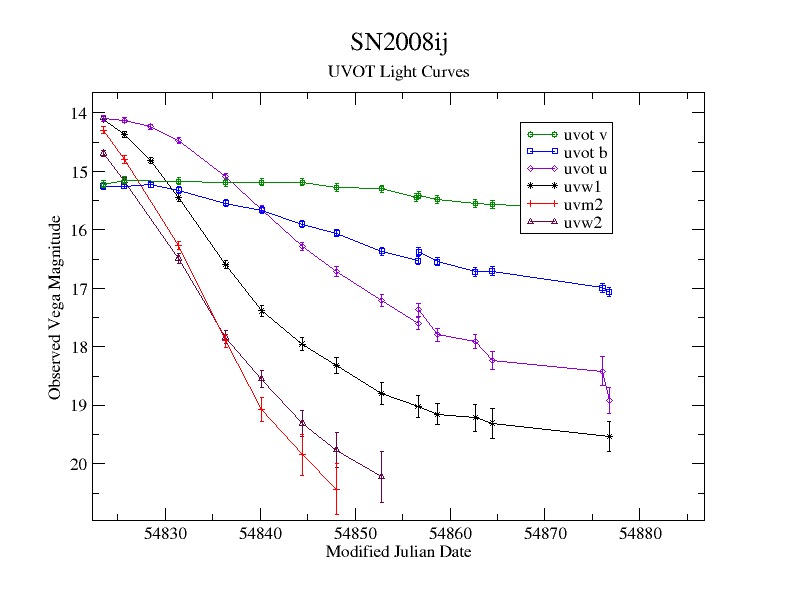 SN2008ij
UVOT Light Curves
Observed Vega Magnitude
14
15
16
17
18
19
20
uvot v
uvot b
uvot u
uvw1
uvm2
uvw2
54830 54840 54850 54860 54870 54880
Modified Julian Date